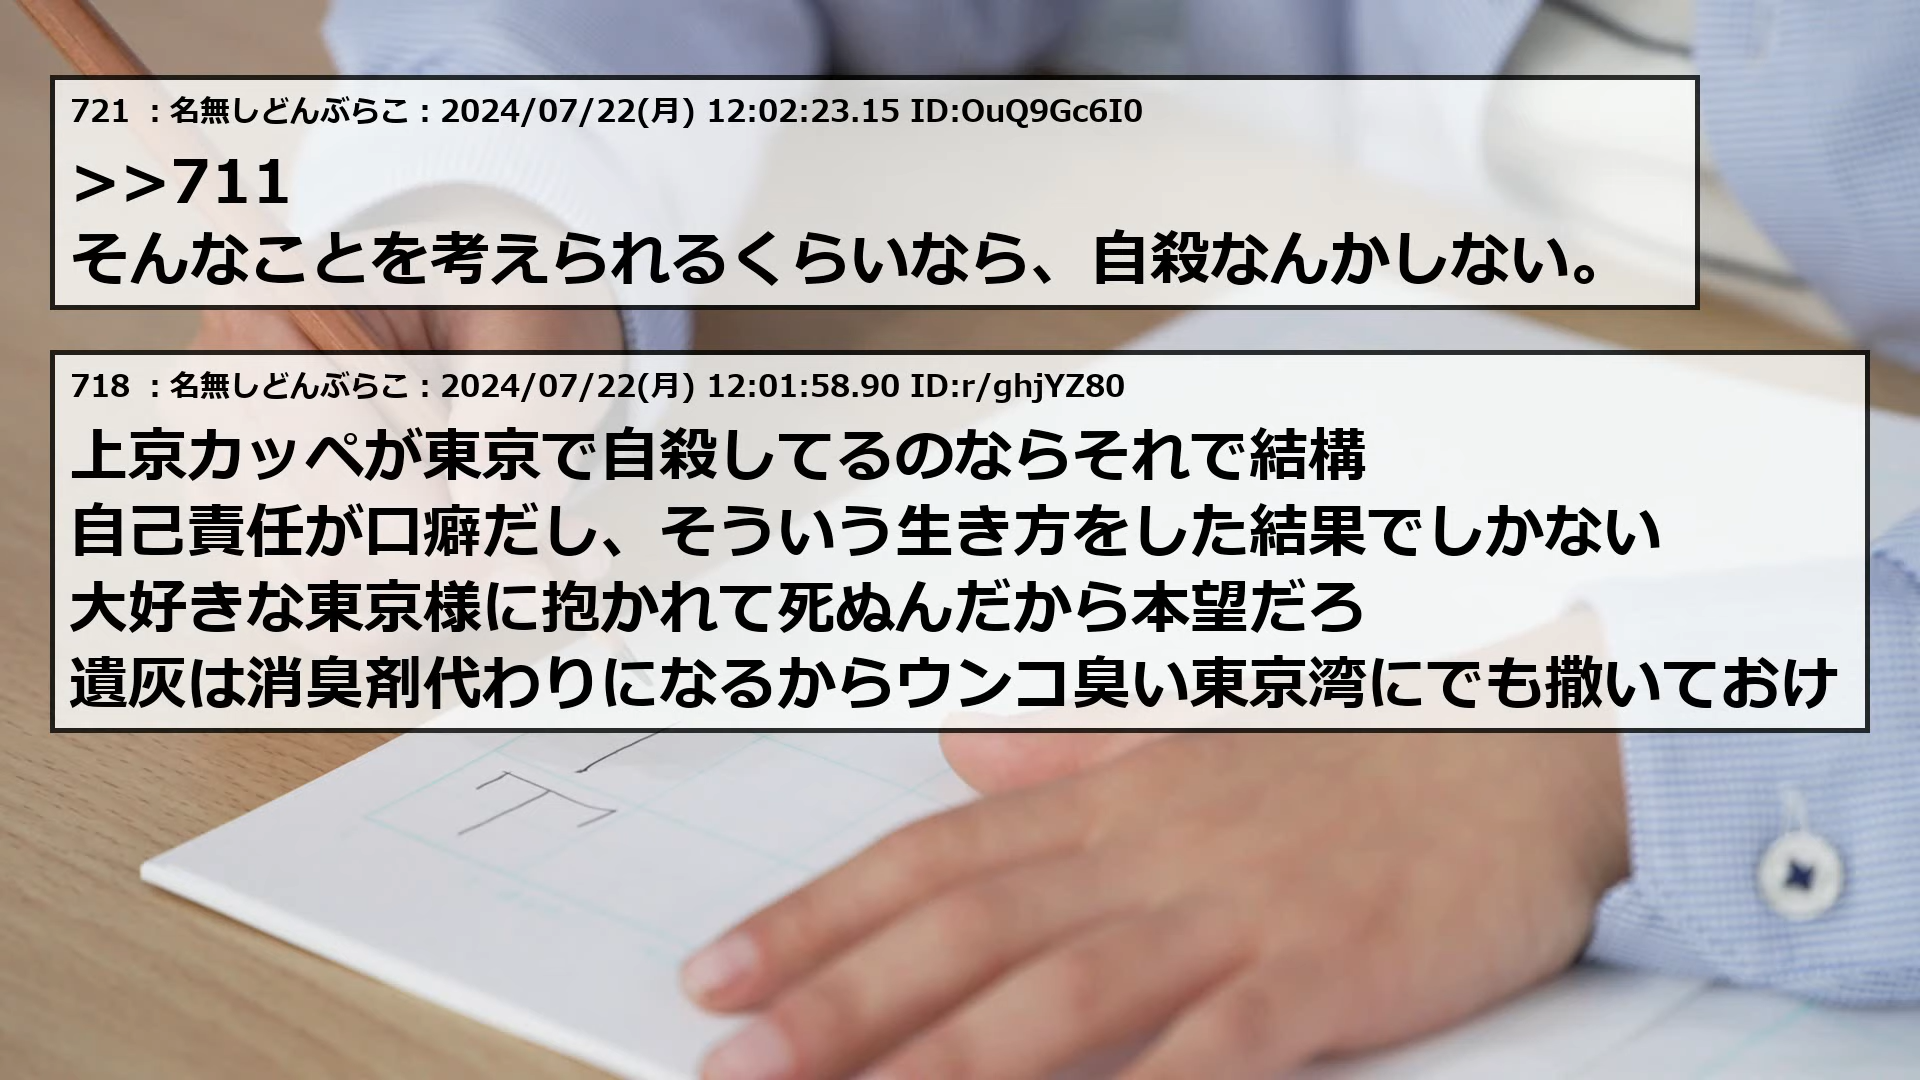 721 ：名無しどんぶらこ：2024/07/22(月) 12:02:23.15 ID:OuQ9Gc6I0
>>711
そんなことを考えられるくらいなら、自殺なんかしない。
718 ：名無しどんぶらこ：2024/07/22(月) 12:01:58.90 ID:r/ghjYZ80
上京カッペが東京で自殺してるのならそれで結構
自己責任が口癖だし、そういう生き方をした結果でしかない
大好きな東京様に抱かれて死ぬんだから本望だろ
遺灰は消臭剤代わりになるからウンコ臭い東京湾にでも撒いておけ